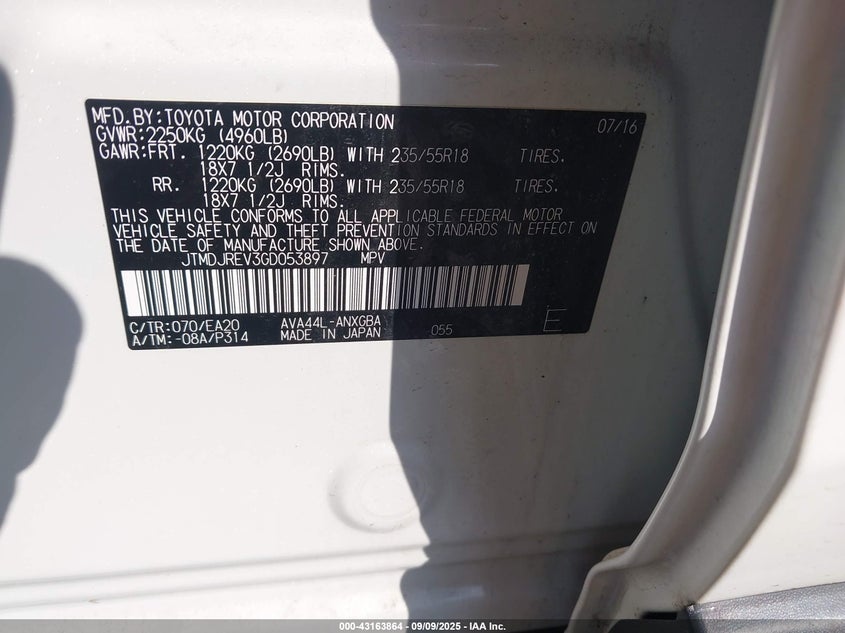 MFD.BY:TOYOTA MOTOR CORPORATION 07/16
GVWR:2250KG (4960LB)
GAWR:FRT. 1220KG (2690LB) WITH 235/55R18 TIRES.
18X7 1/2J RIMS.
RR. 1220KG (2690LB) WITH 235/55R18 TIRES.
18X7 1/2J RIMS.
THIS VEHICLE CONFORMS TO ALL APPLICABLE FEDERAL MOTOR
VEHICLE SAFETY AND THEFT PREVENTION STANDARDS IN EFFECT ON
THE DATE OF MANUFACTURE SHOWN ABOVE.
JTMDJREV3GD053897 MPV
C/TR:070/EA20 AVA44L-ANXGBA 055 E
A/TM:-08A/P314 MADE IN JAPAN
000-43163864 - 09/09/2025 - IAA Inc.